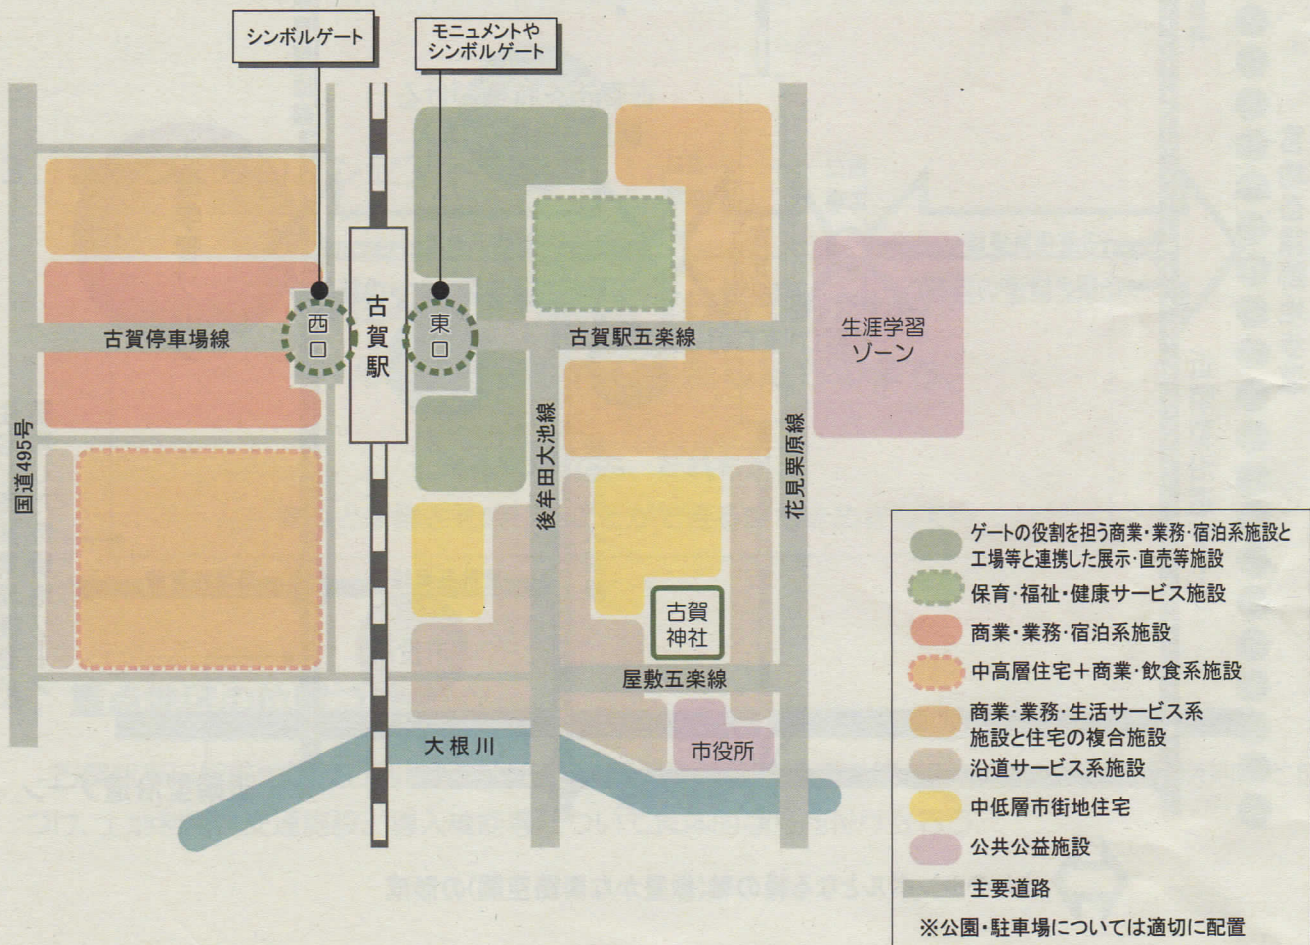 シンボルゲート
モニュメントや
シンボルゲート
古賀停車場線
西口
古賀駅
東口
古賀駅五楽線
生涯学習
ゾーン
国道495号
後牟田大池線
花見栗原線
古賀
神社
屋敷五楽線
大根川
市役所
ゲートの役割を担う商業・業務・宿泊系施設と
工場等と連携した展示・直売等施設
保育・福祉・健康サービス施設
商業・業務・宿泊系施設
中高層住宅＋商業・飲食系施設
商業・業務・生活サービス系
施設と住宅の複合施設
沿道サービス系施設
中低層市街地住宅
公共公益施設
主要道路
※公園・駐車場については適切に配置